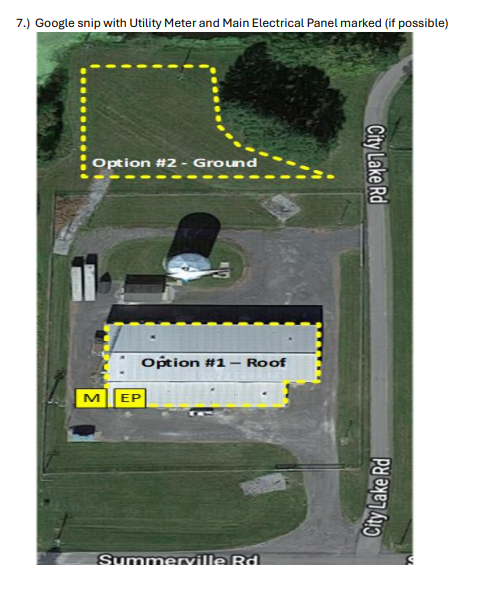 7.) Google snip with Utility Meter and Main Electrical Panel marked (if possible)
City Lake Rd
Option #2 - Ground
Option #1 – Roof
M EP
City Lake Rd
Summerville Rd